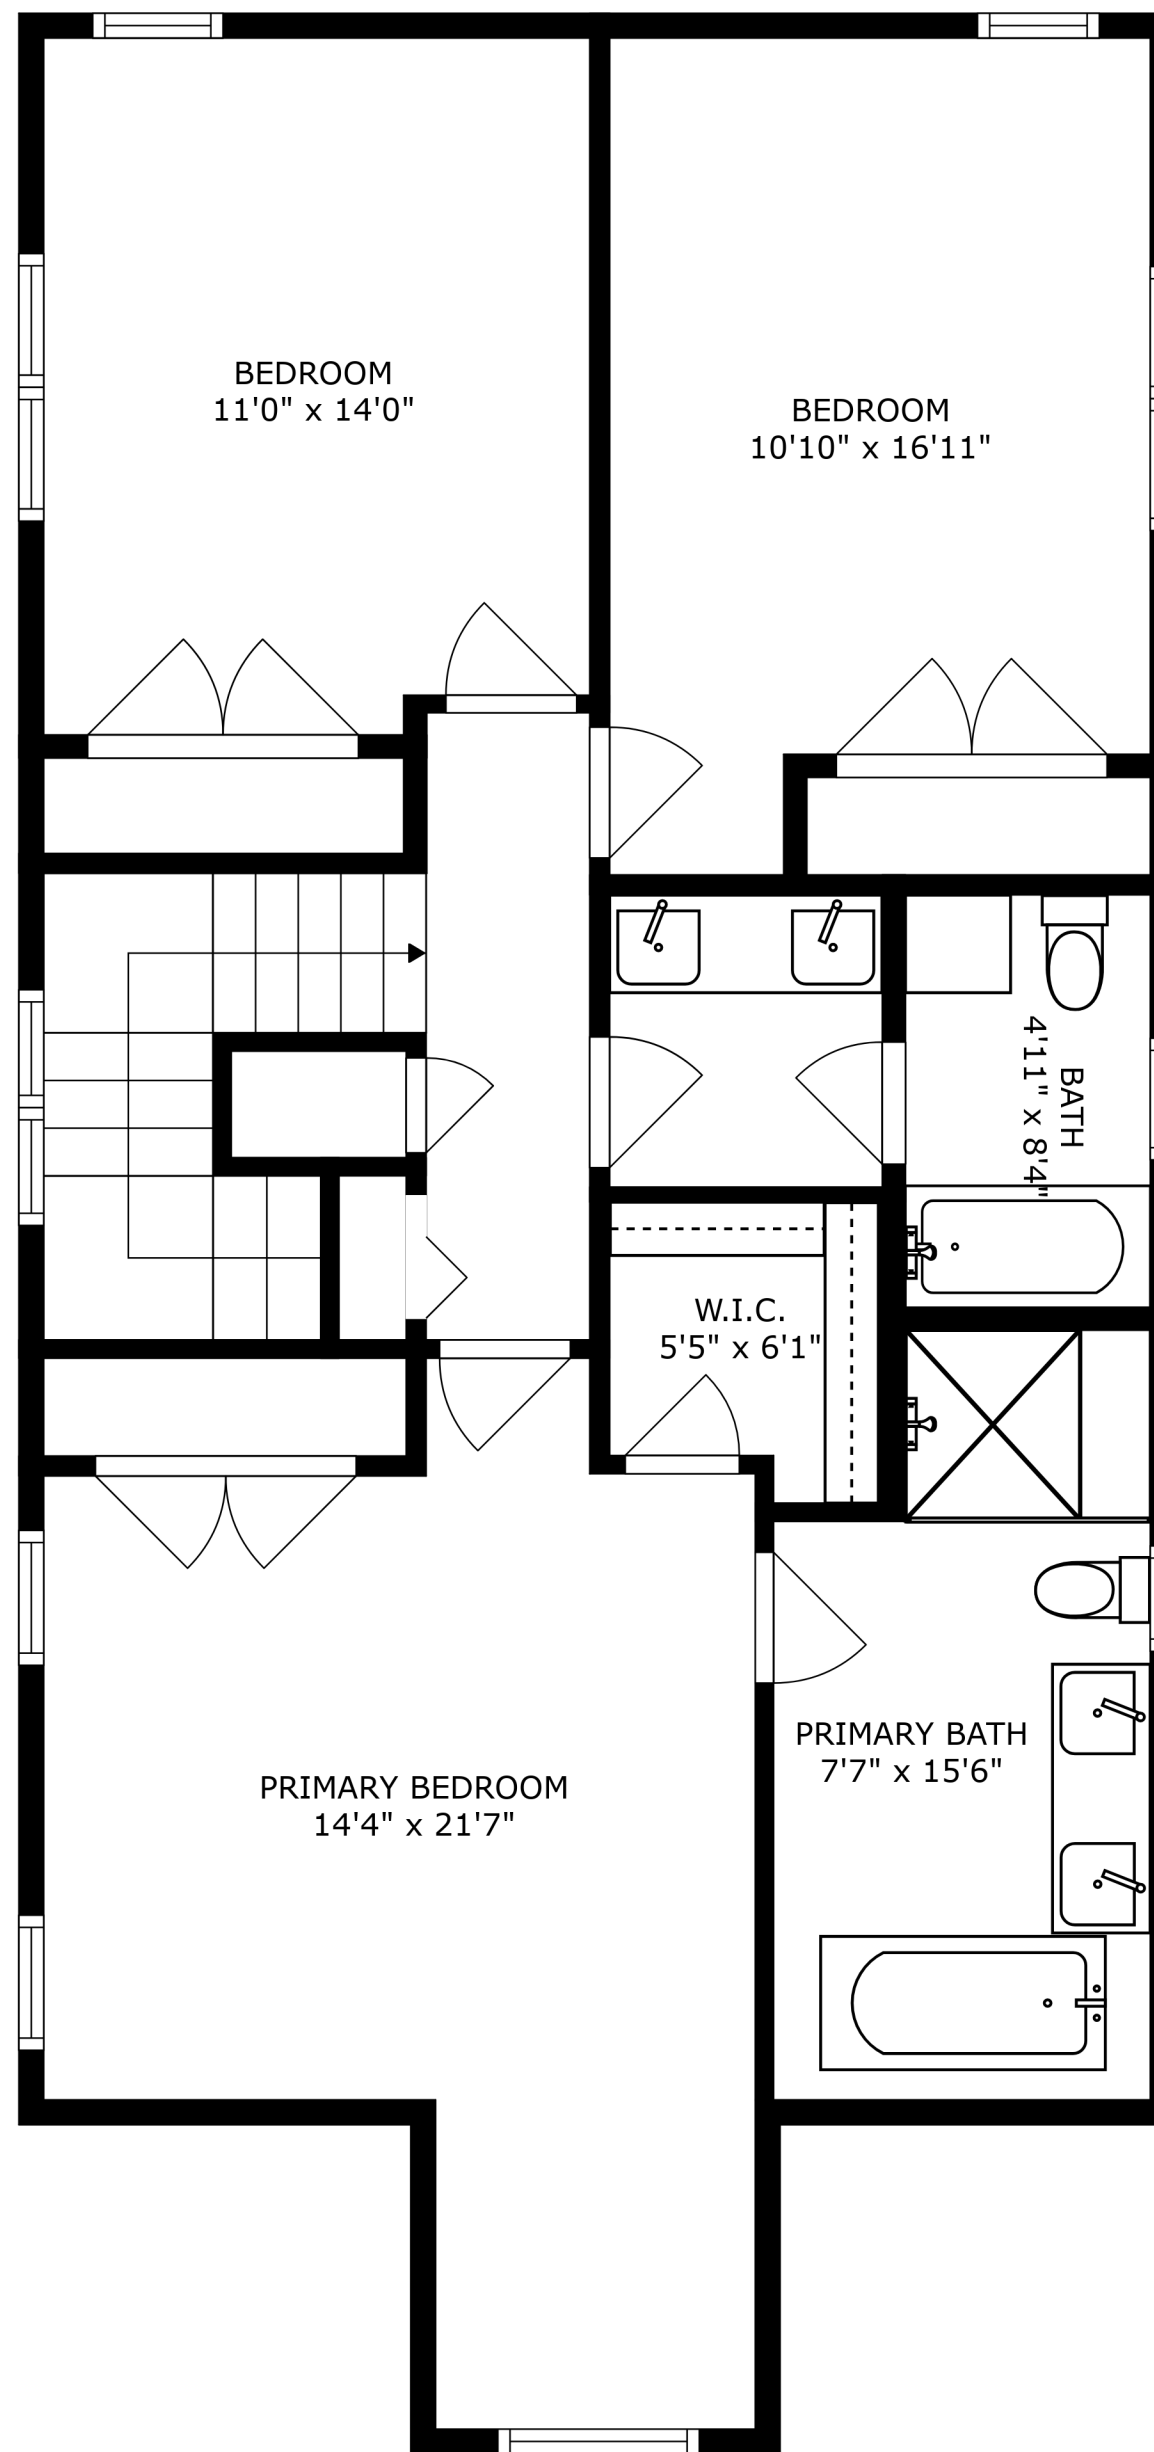 BEDROOM
11'0" x 14'0"
BEDROOM
10'10" x 16'11"
BATH
4'11" x 8'4"
W.I.C.
5'5" x 6'1"
PRIMARY BATH
7'7" x 15'6"
PRIMARY BEDROOM
14'4" x 21'7"